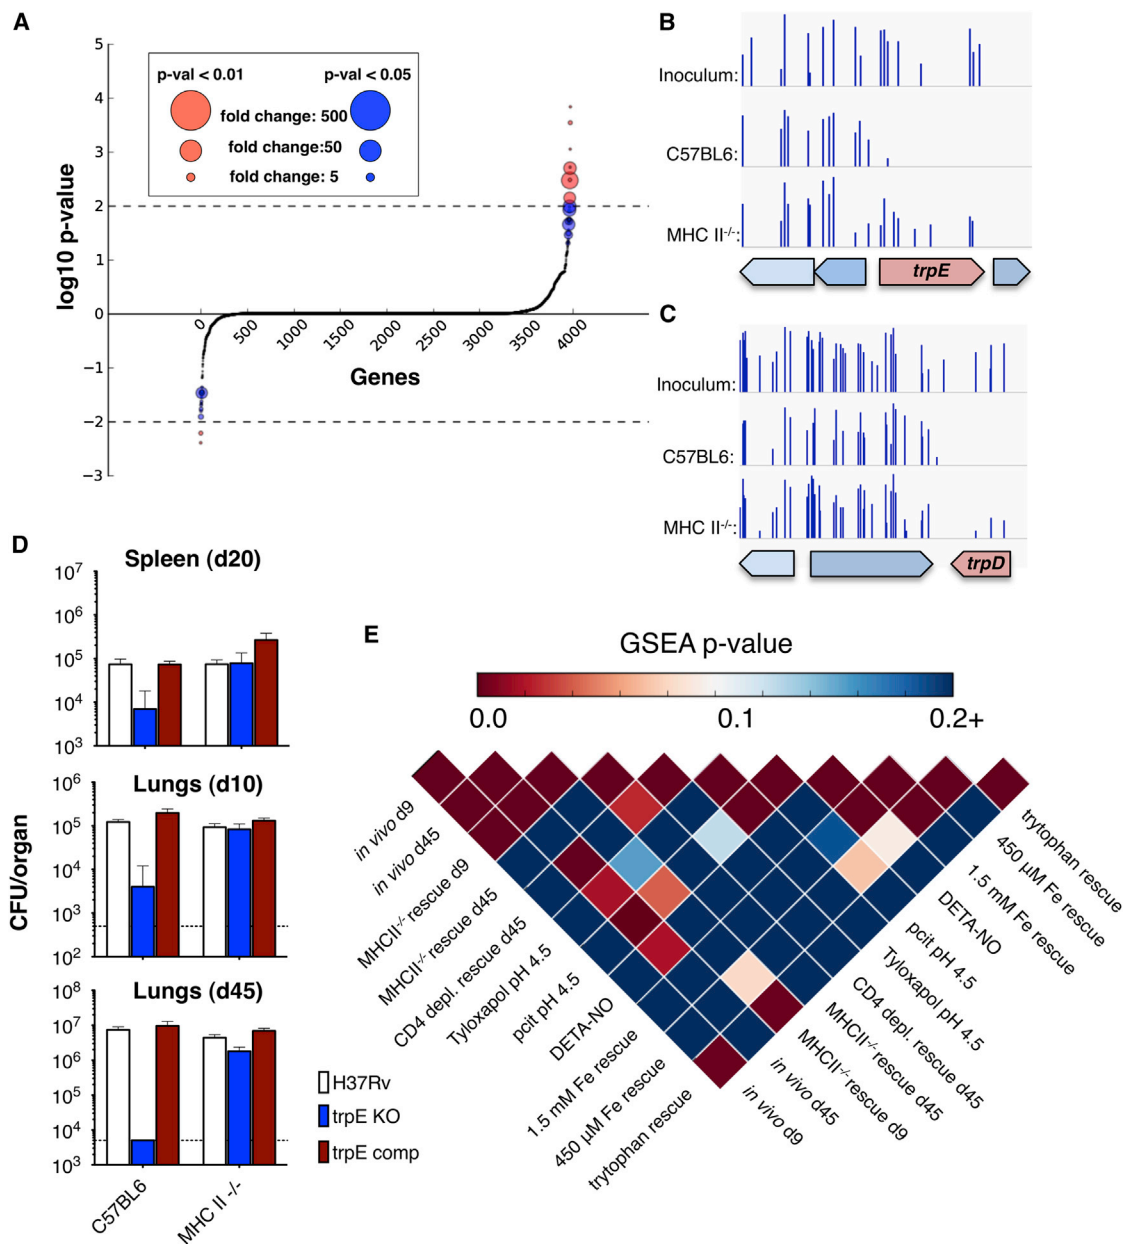 A
5
4
3
2
1
0
−1
−2
−3
log10 p-value
p-val < 0.01
p-val < 0.05
fold change: 500
fold change:50
fold change: 5
0
500
1000
1500
2000
2500
3000
3500
4000
Genes
B
Inoculum:
C57BL6:
MHC II-/-:
trpE
C
Inoculum:
C57BL6:
MHC II-/-:
trpD
D
Spleen (d20)
10⁷
10⁶
10⁵
10⁴
10³
Lungs (d10)
10⁶
10⁵
10⁴
10³
10²
CFU/organ
Lungs (d45)
10⁸
10⁷
10⁶
10⁵
10⁴
10³
C57BL6
MHC II -/-
H37Rv
trpE KO
trpE comp
E
GSEA p-value
0.0
0.1
0.2+
in vivo d9
in vivo d45
MHCII-/- rescue d9
MHCII-/- rescue d45
CD4 depl. rescue d45
Tyloxapol pH 4.5
pcit pH 4.5
DETA-NO
1.5 mM Fe rescue
450 µM Fe rescue
trytophan rescue
trytophan rescue
450 µM Fe rescue
1.5 mM Fe rescue
DETA-NO
pcit pH 4.5
Tyloxapol pH 4.5
CD4 depl. rescue d45
MHCII-/- rescue d45
MHCII-/- rescue d9
in vivo d45
in vivo d9